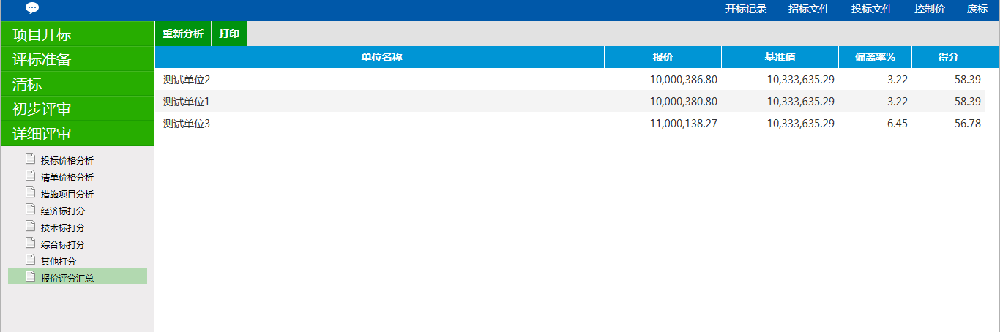 开标记录 招标文件 投标文件 控制价 废标
项目开标
评标准备
清标
初步评审
详细评审
投标价格分析
清单价格分析
措施项目分析
经济标打分
技术标打分
综合标打分
其他打分
报价评分汇总
重新分析 打印
单位名称 报价 基准值 偏离率% 得分
测试单位2 10,000,386.80 10,333,635.29 -3.22 58.39
测试单位1 10,000,380.80 10,333,635.29 -3.22 58.39
测试单位3 11,000,138.27 10,333,635.29 6.45 56.78